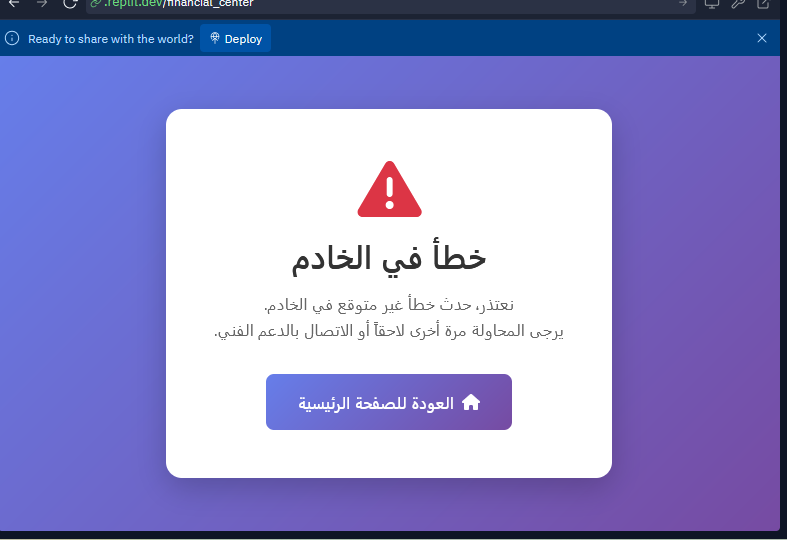 .replit.dev/financial_center
Ready to share with the world? Deploy
خطأ في الخادم
نعتذر، حدث خطأ غير متوقع في الخادم.
يرجى المحاولة مرة أخرى لاحقاً أو الاتصال بالدعم الفني.
العودة للصفحة الرئيسية